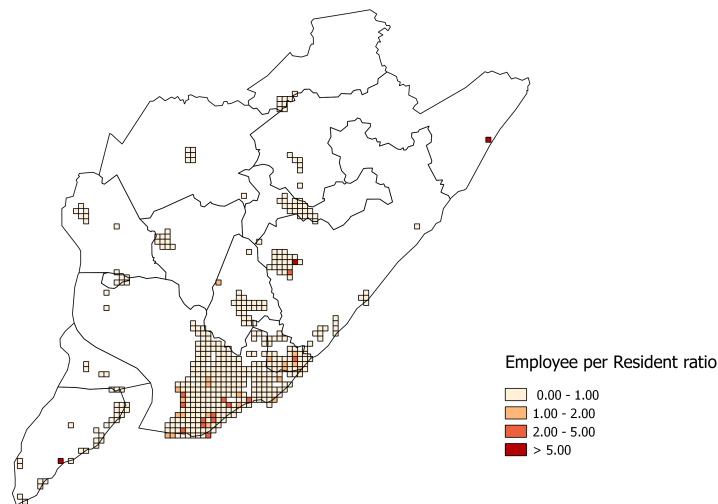 Employee per Resident ratio
0.00 - 1.00
1.00 - 2.00
2.00 - 5.00
> 5.00